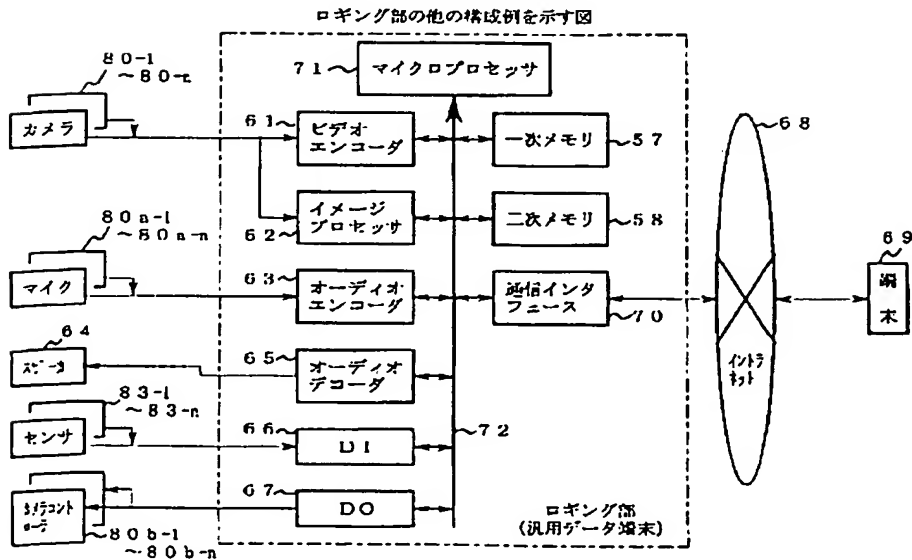 ロギング部の他の構成例を示す図
80-1
～80-n
カメラ
71
マイクロプロセッサ
61
ビデオ
エンコーダ
一次メモリ
57
68
62
イメージ
プロセッサ
二次メモリ
58
80a-1
～80a-n
マイク
63
オーディオ
エンコーダ
通信インタ
フェース
70
69
端
末
イントラ
ネット
64
スピーカ
65
オーディオ
デコーダ
83-1
～83-n
センサ
66
DI
72
67
DO
カメラコント
ローラ
80b-1
～80b-n
ロギング部
(汎用データ端末)